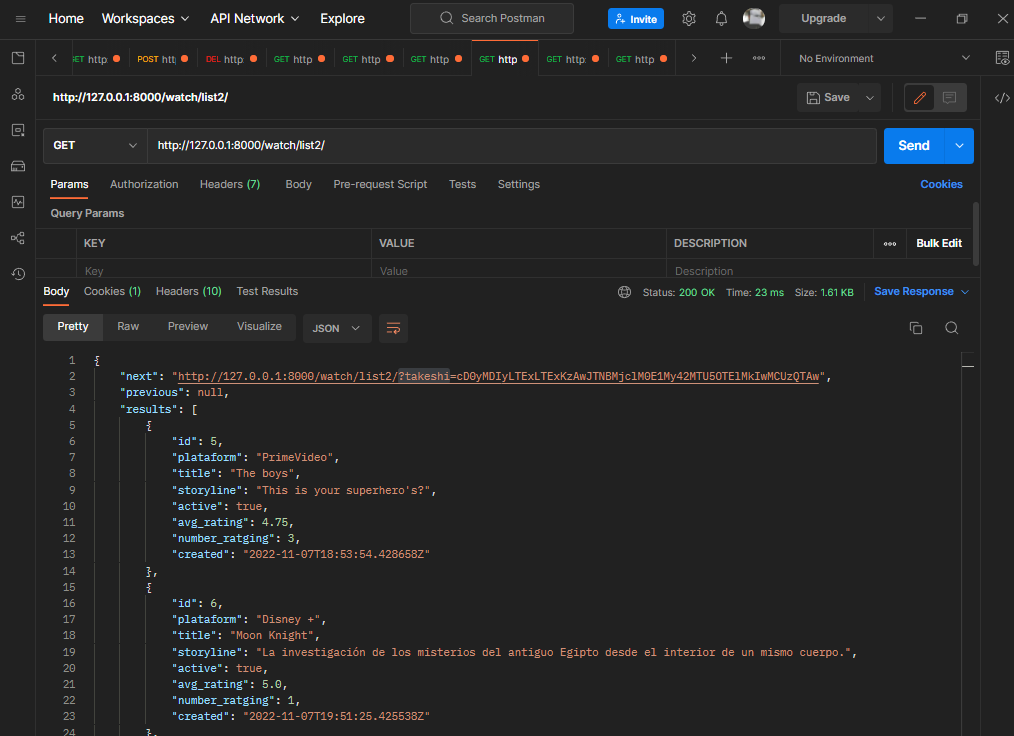 Home Workspaces API Network Explore Search Postman Invite Upgrade
GET http POST htt DEL http GET http GET http GET http GET http GET http GET http No Environment
http://127.0.0.1:8000/watch/list2/ Save
GET http://127.0.0.1:8000/watch/list2/ Send
Params Authorization Headers (7) Body Pre-request Script Tests Settings Cookies
Query Params
KEY VALUE DESCRIPTION Bulk Edit
Key Value Description
Body Cookies (1) Headers (10) Test Results Status: 200 OK Time: 23 ms Size: 1.61 KB Save Response
Pretty Raw Preview Visualize JSON
1 {
2 "next": "http://127.0.0.1:8000/watch/list2/?takeshi=cD0yMDIyLTExLTExKzAwJTNBMjclM0E1My42MTU5OTElMkIwMCUzQTAw",
3 "previous": null,
4 "results": [
5 {
6 "id": 5,
7 "plataform": "PrimeVideo",
8 "title": "The boys",
9 "storyline": "This is your superhero's?",
10 "active": true,
11 "avg_rating": 4.75,
12 "number_ratging": 3,
13 "created": "2022-11-07T18:53:54.428658Z"
14 },
15 {
16 "id": 6,
17 "plataform": "Disney +",
18 "title": "Moon Knight",
19 "storyline": "La investigación de los misterios del antiguo Egipto desde el interior de un mismo cuerpo.",
20 "active": true,
21 "avg_rating": 5.0,
22 "number_ratging": 1,
23 "created": "2022-11-07T19:51:25.425538Z"
24 },